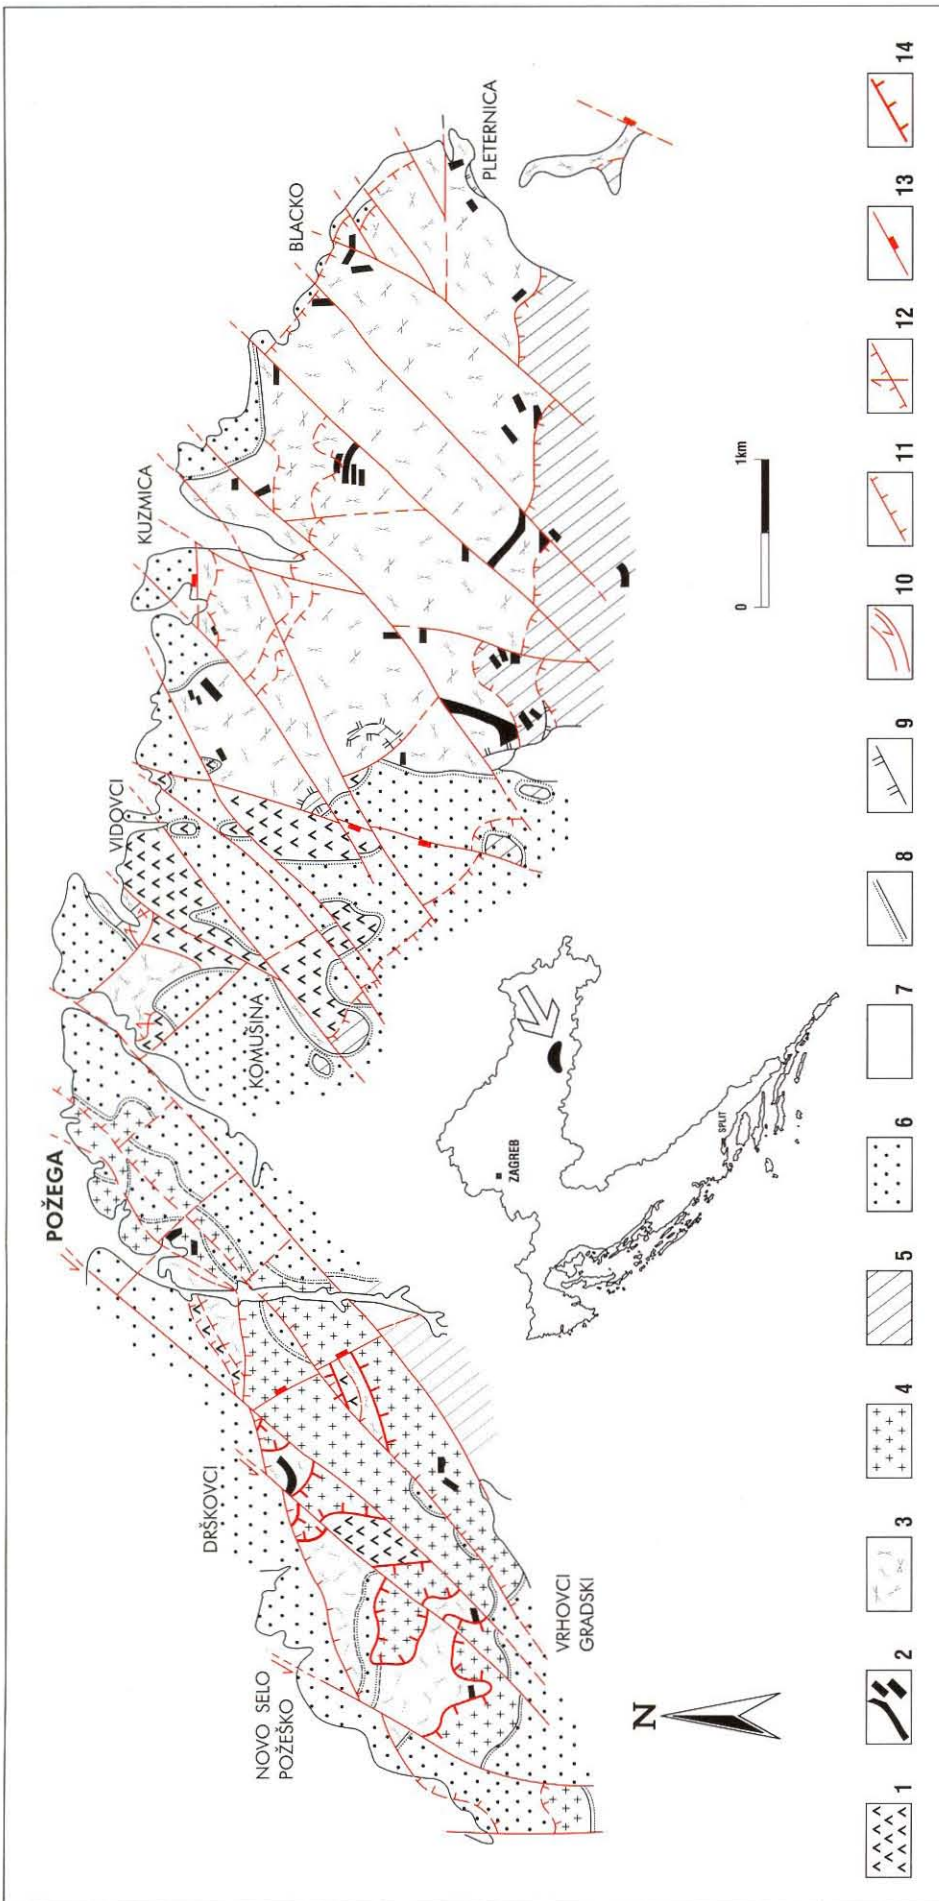 POŽEGA
NOVO SELO
POŽEŠKO
DRŠKOVCI
KOMUŠINA
VIDOVCI
KUZMICA
BLACKO
PLETERNICA
VRHOVCI
GRADSKI
N
ZAGREB
SPLIT
0 1km
1 2 3 4 5 6 7 8 9 10 11 12 13 14